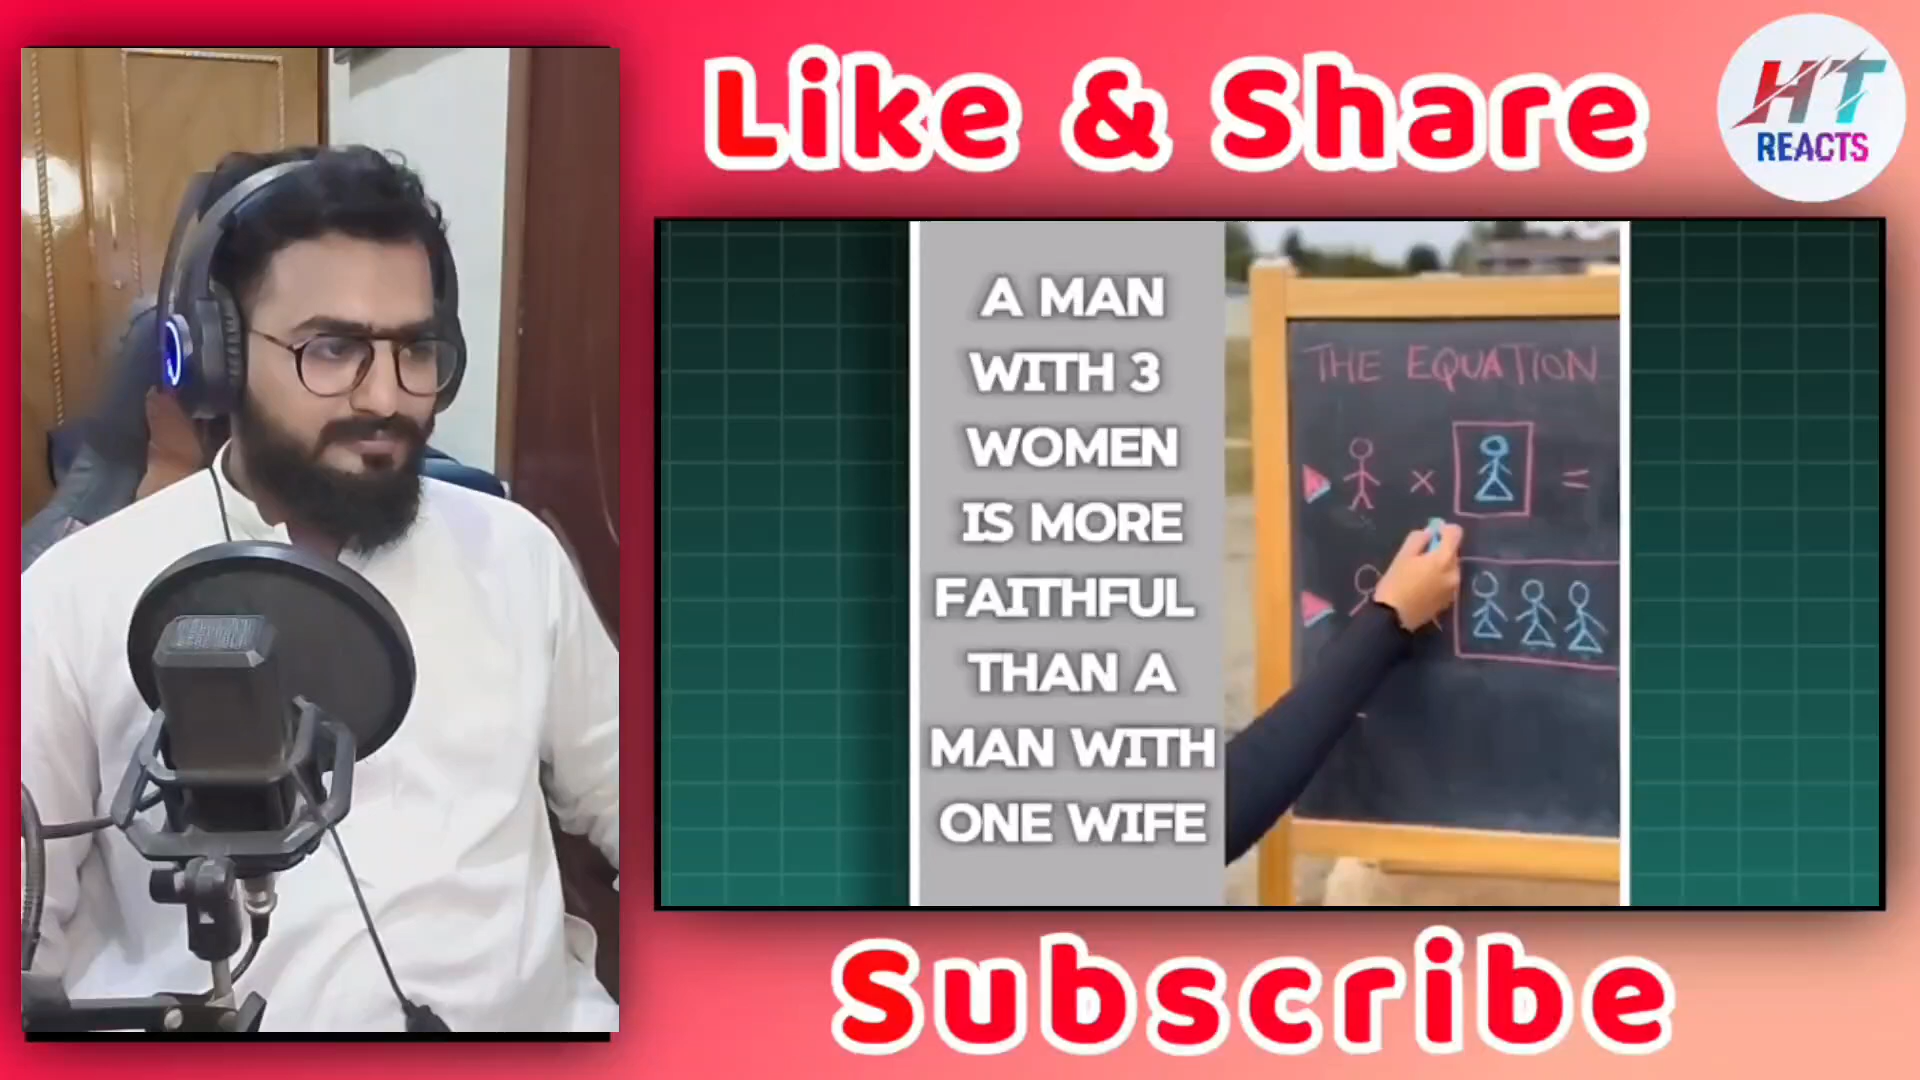 Like & Share
HT
REACTS
A MAN
WITH 3
WOMEN
IS MORE
FAITHFUL
THAN A
MAN WITH
ONE WIFE
THE EQUATION
x
=
Subscribe